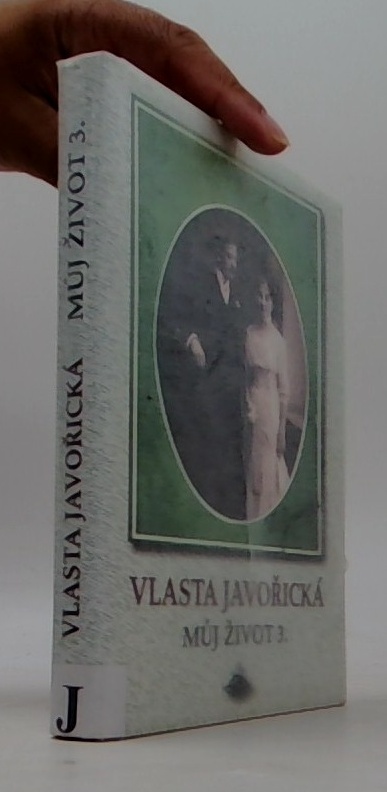 VLASTA JAVOŘICKÁ MŮJ ŽIVOT 3.
J
VLASTA JAVOŘICKÁ
MŮJ ŽIVOT 3.